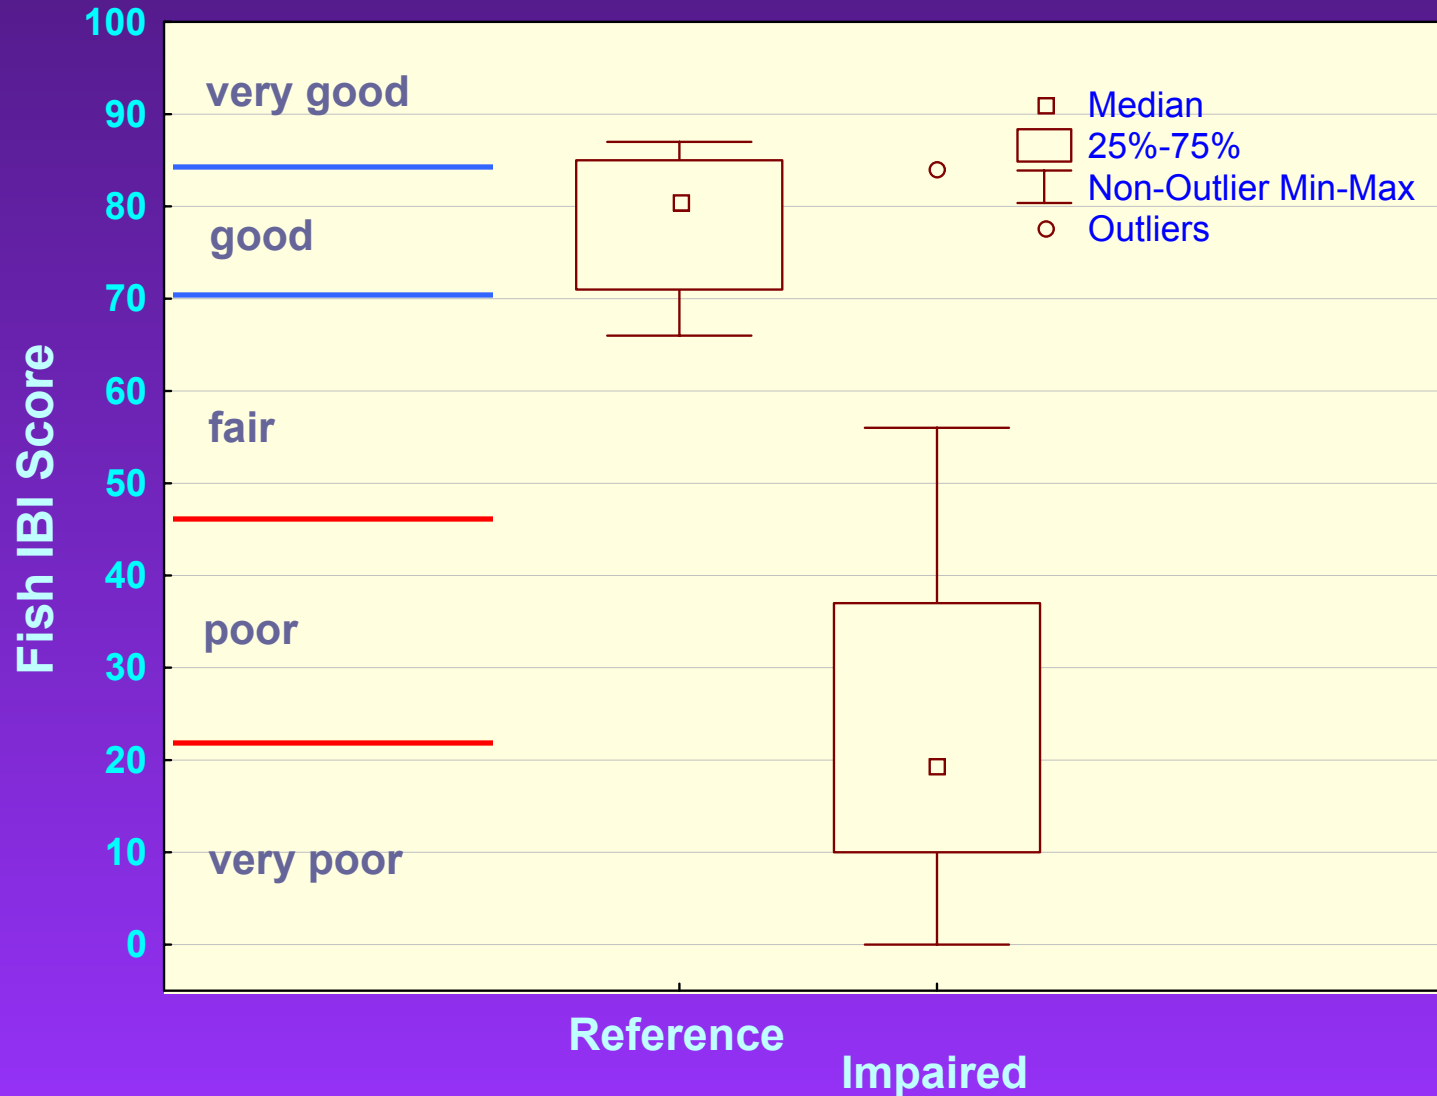 Fish IBI Score
100
90
80
70
60
50
40
30
20
10
0
very good
good
fair
poor
very poor
Median
25%-75%
Non-Outlier Min-Max
Outliers
Reference
Impaired